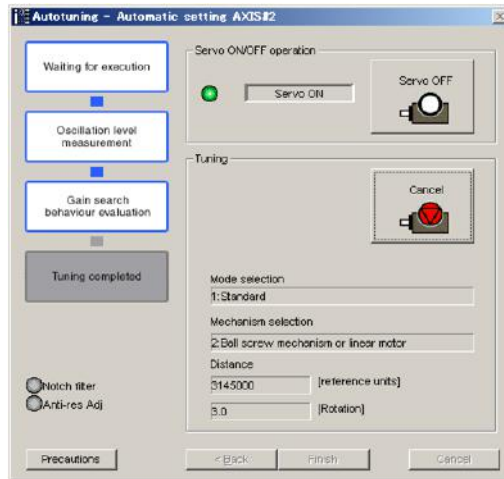 Autotuning - Automatic setting AXIS#2
Waiting for execution
Oscillation level
measurement
Gain search
behaviour evaluation
Tuning completed
Notch filter
Anti-res Adj
Precautions
Servo ON/OFF operation
Servo ON
Servo OFF
Tuning
Cancel
Mode selection
1:Standard
Mechanism selection
2:Ball screw mechanism or linear motor
Distance
3145000 [reference units]
3.0 [Rotation]
< Back
Finish
Cancel